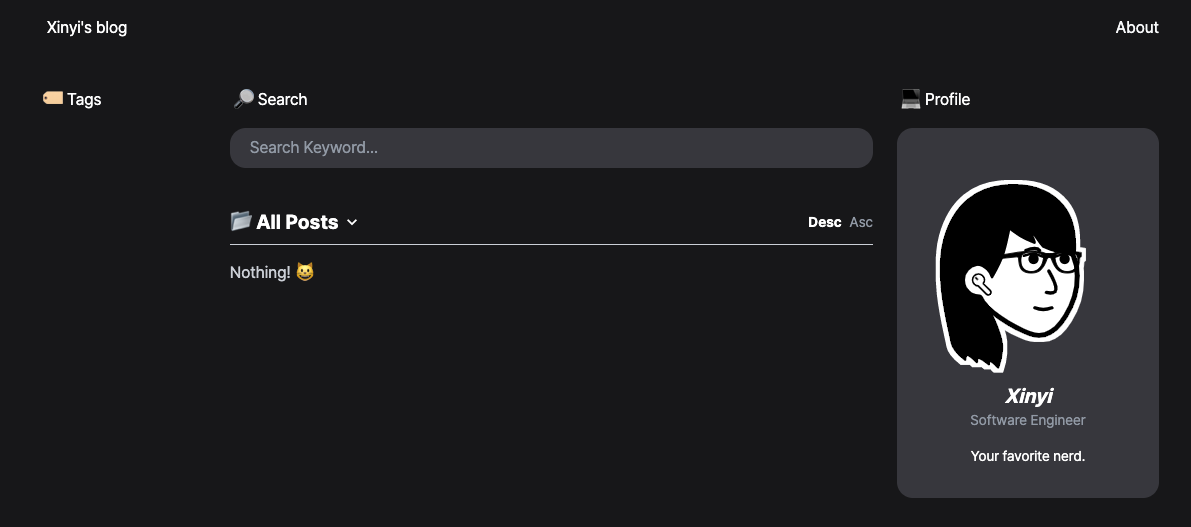 Xinyi's blog
About
🏷️ Tags
🔎 Search
Search Keyword...
📂 All Posts
Desc Asc
Nothing! 😺
💻 Profile
Xinyi
Software Engineer
Your favorite nerd.